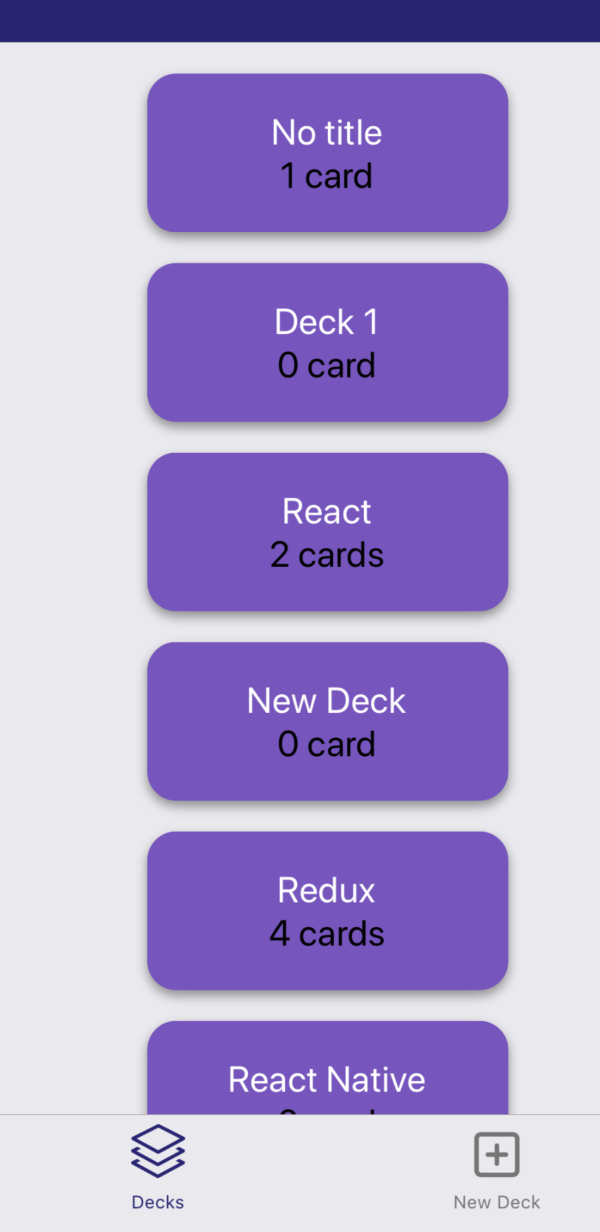 No title
1 card
Deck 1
0 card
React
2 cards
New Deck
0 card
Redux
4 cards
React Native
Decks
New Deck